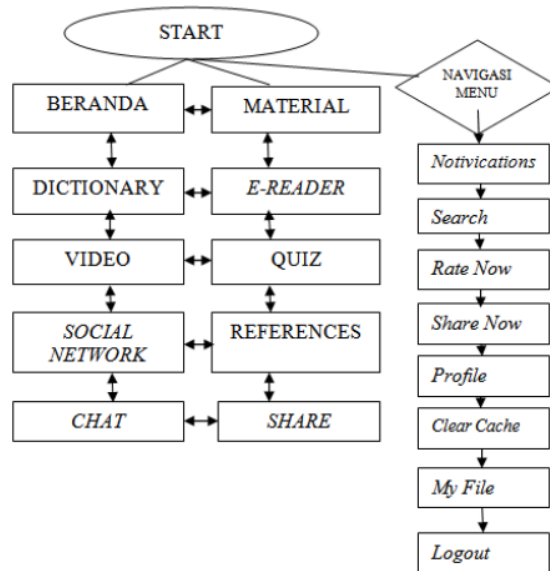 START
NAVIGASI
MENU
BERANDA
MATERIAL
DICTIONARY
E-READER
VIDEO
QUIZ
SOCIAL
NETWORK
REFERENCES
CHAT
SHARE
Notivications
Search
Rate Now
Share Now
Profile
Clear Cache
My File
Logout